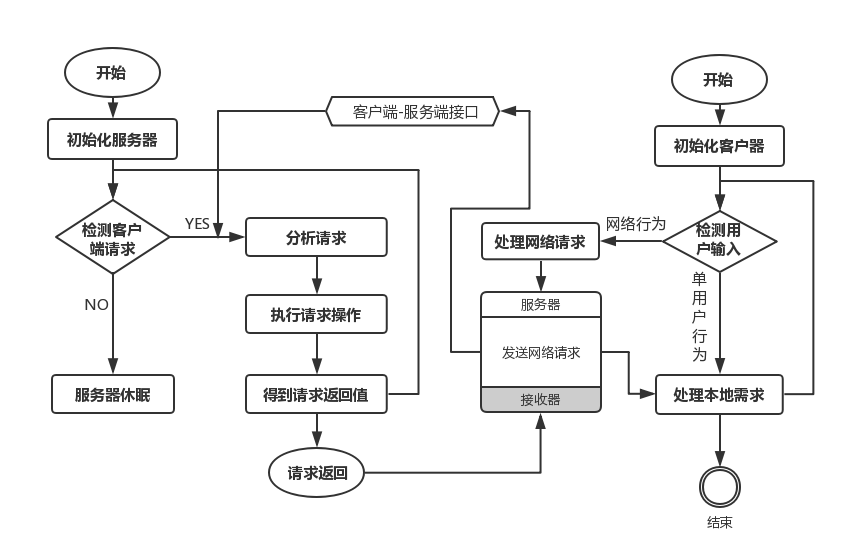 开始
初始化服务器
检测客户
端请求
YES
NO
服务器休眠
分析请求
执行请求操作
得到请求返回值
请求返回
客户端-服务端接口
处理网络请求
服务器
发送网络请求
接收器
开始
初始化客户器
检测用
户输入
网络行为
单
用
户
行
为
处理本地需求
结束